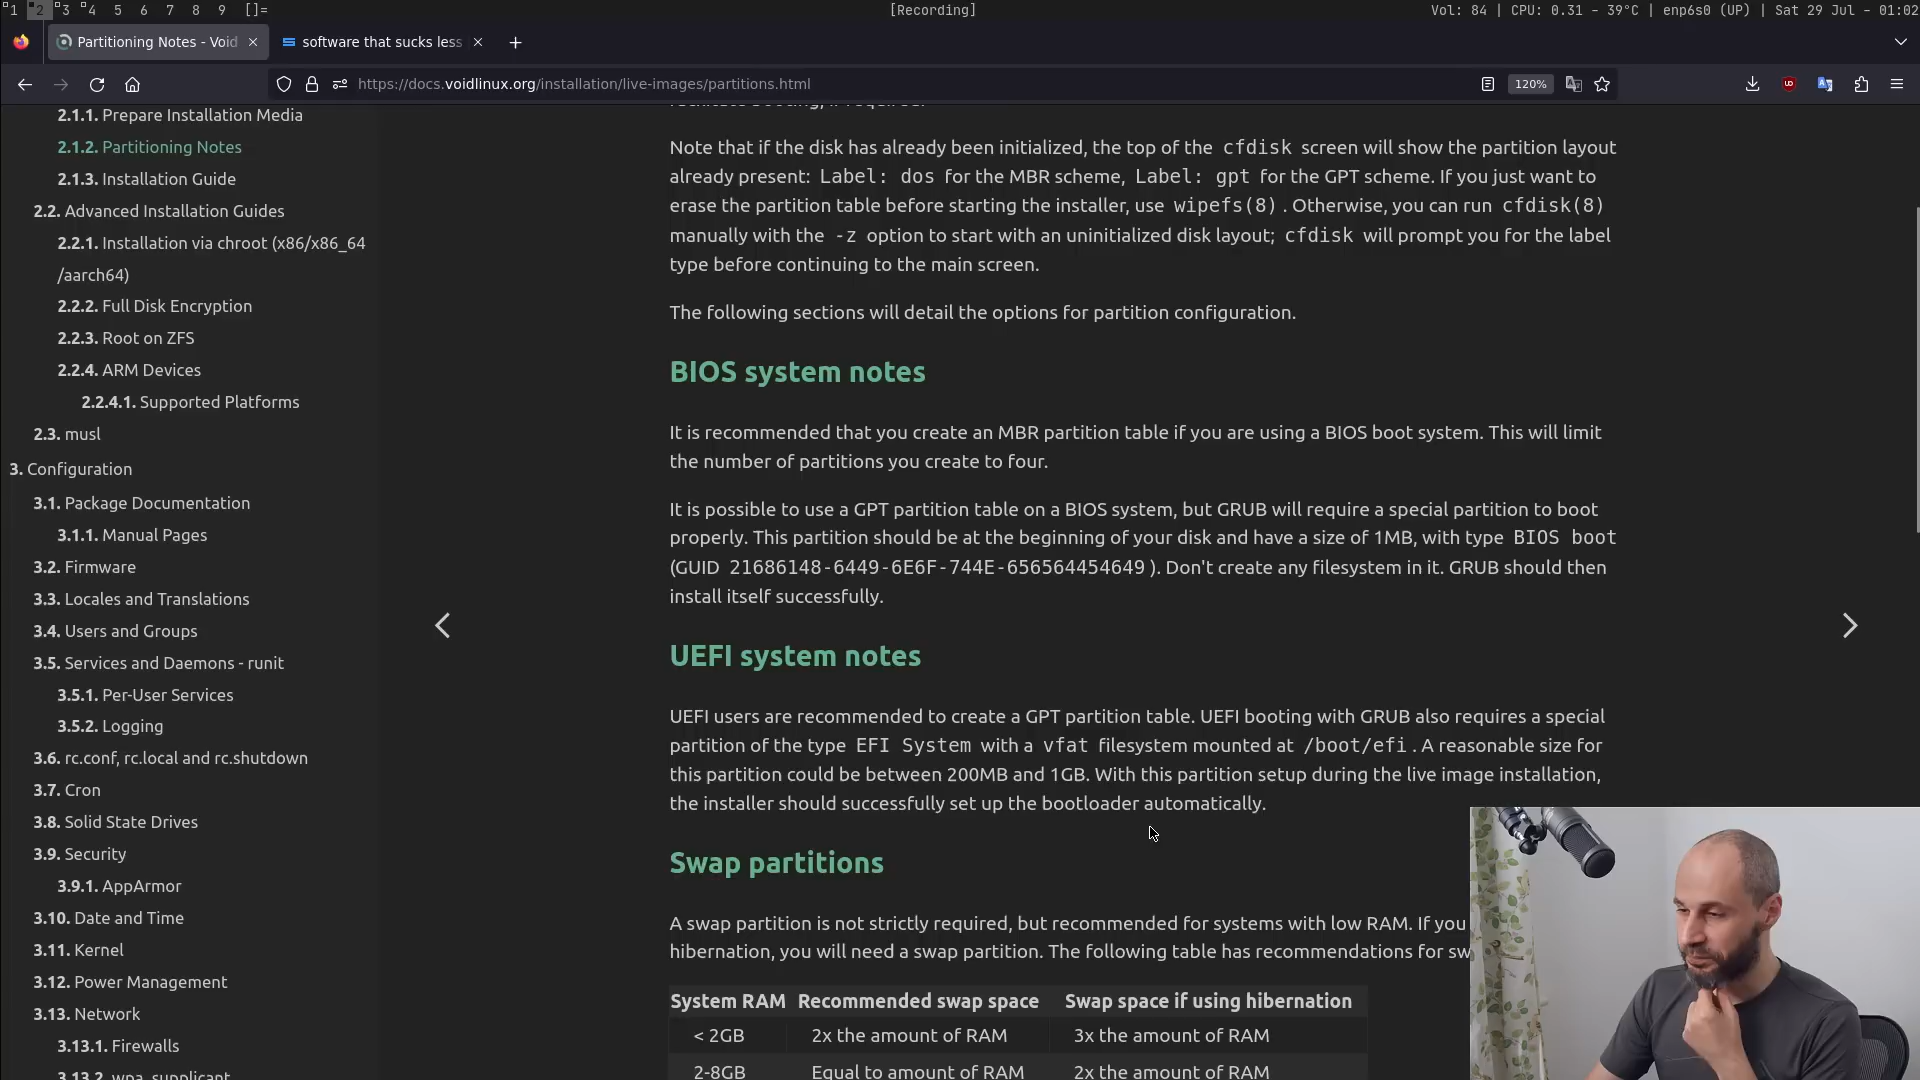 1 2 3 4 5 6 7 8 9 []= [Recording] Vol: 84 | CPU: 0.31 - 39°C | enp6s0 (UP) | Sat 29 Jul - 01:02
Partitioning Notes - Void software that sucks less
https://docs.voidlinux.org/installation/live-images/partitions.html 120%
2.1.1. Prepare Installation Media
2.1.2. Partitioning Notes
2.1.3. Installation Guide
2.2. Advanced Installation Guides
2.2.1. Installation via chroot (x86/x86_64
/aarch64)
2.2.2. Full Disk Encryption
2.2.3. Root on ZFS
2.2.4. ARM Devices
2.2.4.1. Supported Platforms
2.3. musl
3. Configuration
3.1. Package Documentation
3.1.1. Manual Pages
3.2. Firmware
3.3. Locales and Translations
3.4. Users and Groups
3.5. Services and Daemons - runit
3.5.1. Per-User Services
3.5.2. Logging
3.6. rc.conf, rc.local and rc.shutdown
3.7. Cron
3.8. Solid State Drives
3.9. Security
3.9.1. AppArmor
3.10. Date and Time
3.11. Kernel
3.12. Power Management
3.13. Network
3.13.1. Firewalls
3.13.2. wpa_supplicant
Note that if the disk has already been initialized, the top of the cfdisk screen will show the partition layout
already present: Label: dos for the MBR scheme, Label: gpt for the GPT scheme. If you just want to
erase the partition table before starting the installer, use wipefs(8). Otherwise, you can run cfdisk(8)
manually with the -z option to start with an uninitialized disk layout; cfdisk will prompt you for the label
type before continuing to the main screen.
The following sections will detail the options for partition configuration.
BIOS system notes
It is recommended that you create an MBR partition table if you are using a BIOS boot system. This will limit
the number of partitions you create to four.
It is possible to use a GPT partition table on a BIOS system, but GRUB will require a special partition to boot
properly. This partition should be at the beginning of your disk and have a size of 1MB, with type BIOS boot
(GUID 21686148-6449-6E6F-744E-656564454649). Don't create any filesystem in it. GRUB should then
install itself successfully.
UEFI system notes
UEFI users are recommended to create a GPT partition table. UEFI booting with GRUB also requires a special
partition of the type EFI System with a vfat filesystem mounted at /boot/efi. A reasonable size for
this partition could be between 200MB and 1GB. With this partition setup during the live image installation,
the installer should successfully set up the bootloader automatically.
Swap partitions
A swap partition is not strictly required, but recommended for systems with low RAM. If you
hibernation, you will need a swap partition. The following table has recommendations for sw
System RAM Recommended swap space Swap space if using hibernation
< 2GB 2x the amount of RAM 3x the amount of RAM
2-8GB Equal to amount of RAM 2x the amount of RAM